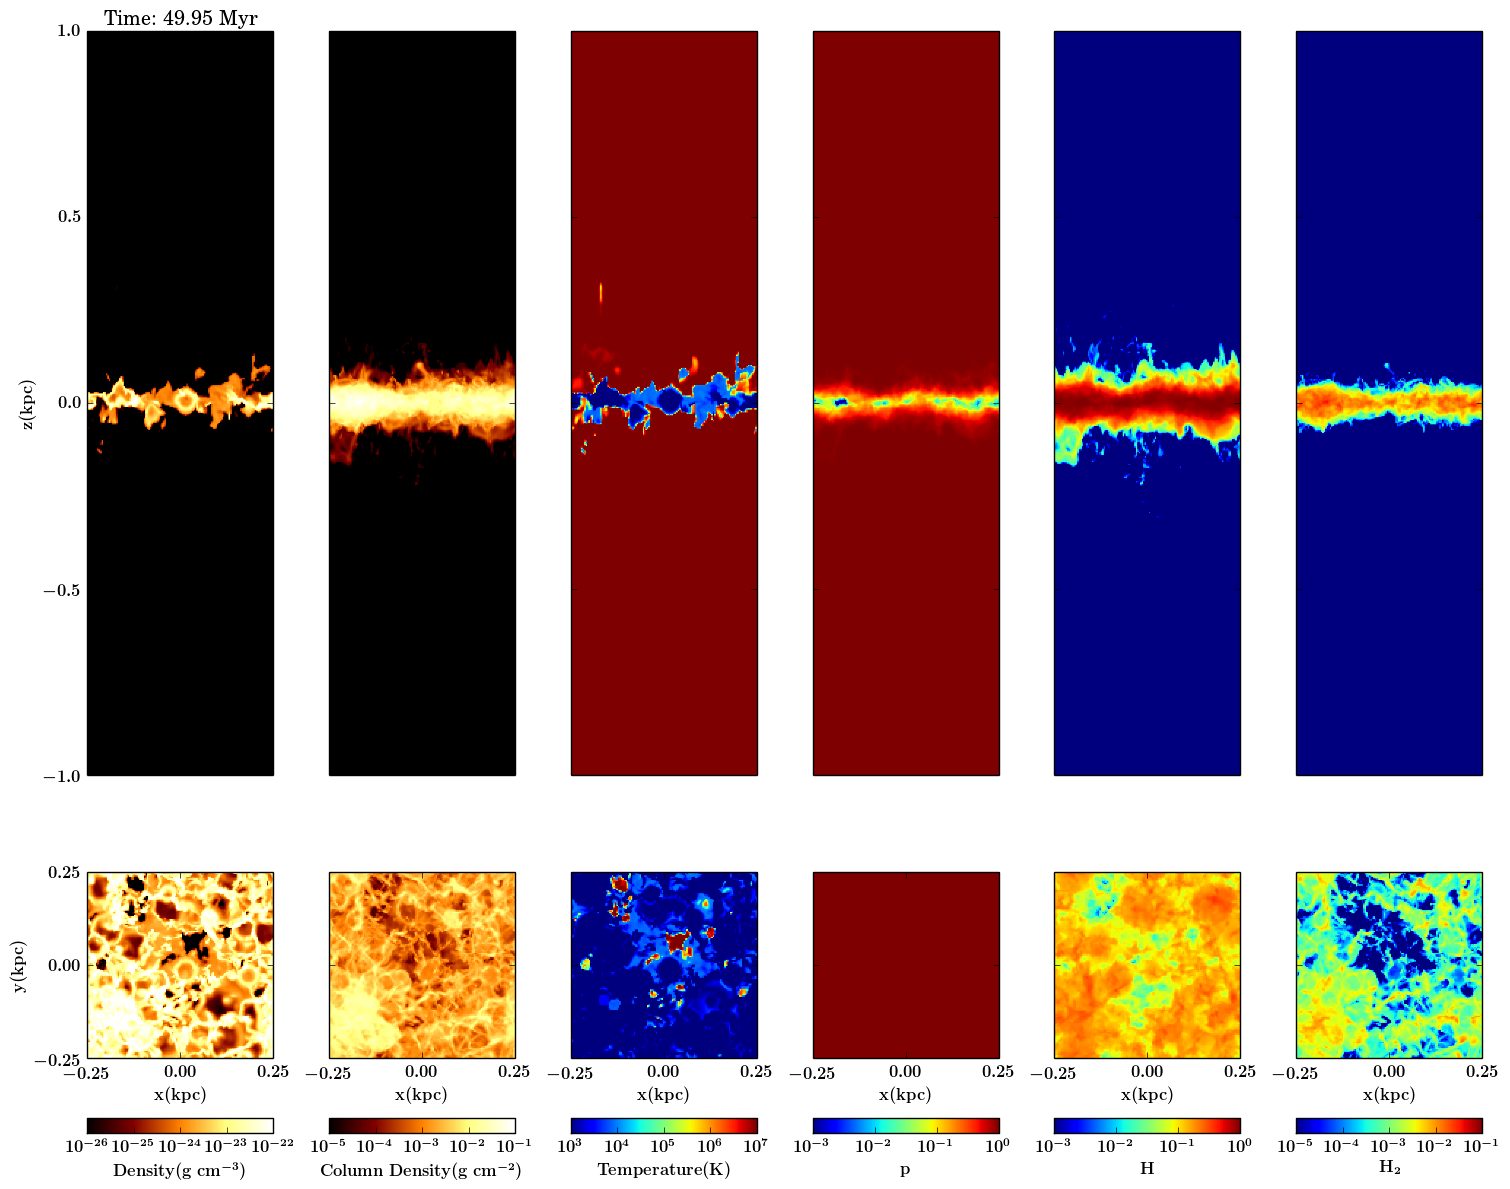 Time: 49.95 Myr
1.0
0.5
0.0
−0.5
−1.0
z(kpc)
0.25
0.00
−0.25
y(kpc)
−0.25 0.00 0.25 −0.25 0.00 0.25 −0.25 0.00 0.25 −0.25 0.00 0.25 −0.25 0.00 0.25 −0.25 0.00 0.25
x(kpc) x(kpc) x(kpc) x(kpc) x(kpc) x(kpc)
10⁻²⁶ 10⁻²⁵ 10⁻²⁴ 10⁻²³ 10⁻²² 10⁻⁵ 10⁻⁴ 10⁻³ 10⁻² 10⁻¹ 10³ 10⁴ 10⁵ 10⁶ 10⁷ 10⁻³ 10⁻² 10⁻¹ 10⁰ 10⁻³ 10⁻² 10⁻¹ 10⁰ 10⁻⁵ 10⁻⁴ 10⁻³ 10⁻² 10⁻¹
Density(g cm⁻³) Column Density(g cm⁻²) Temperature(K) p H H₂